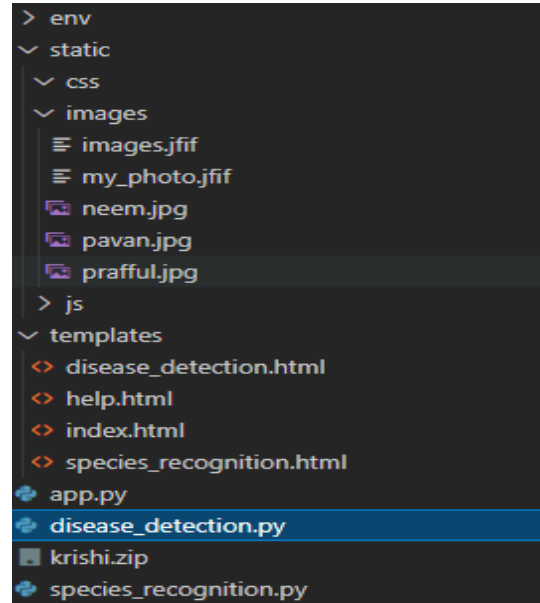 env
static
css
images
images.jfif
my_photo.jfif
neem.jpg
pavan.jpg
prafful.jpg
js
templates
disease_detection.html
help.html
index.html
species_recognition.html
app.py
disease_detection.py
krishi.zip
species_recognition.py